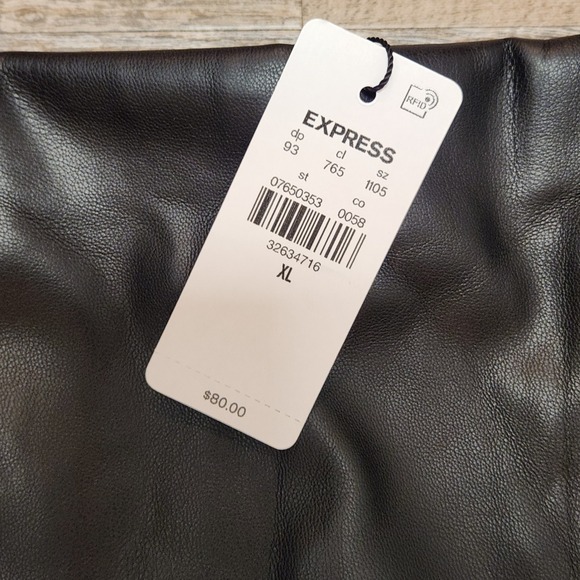 RFID
EXPRESS
dp cl sz
93 765 1105
st co
07650353 0058
32634716
XL
$80.00